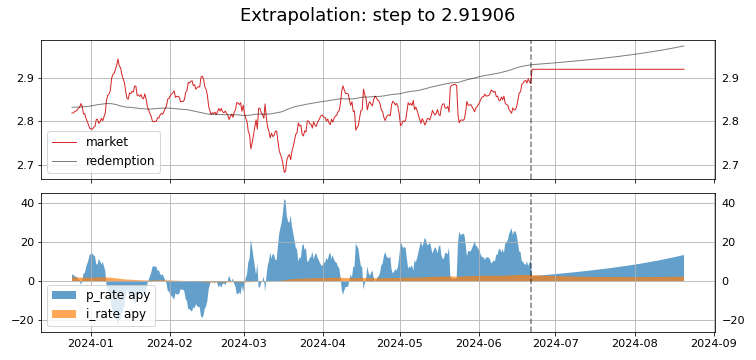 Extrapolation: step to 2.91906
2.9 2.9
2.8 2.8
2.7 2.7
market
redemption
40 40
20 20
0 0
−20 −20
p_rate apy
i_rate apy
2024-01 2024-02 2024-03 2024-04 2024-05 2024-06 2024-07 2024-08 2024-09